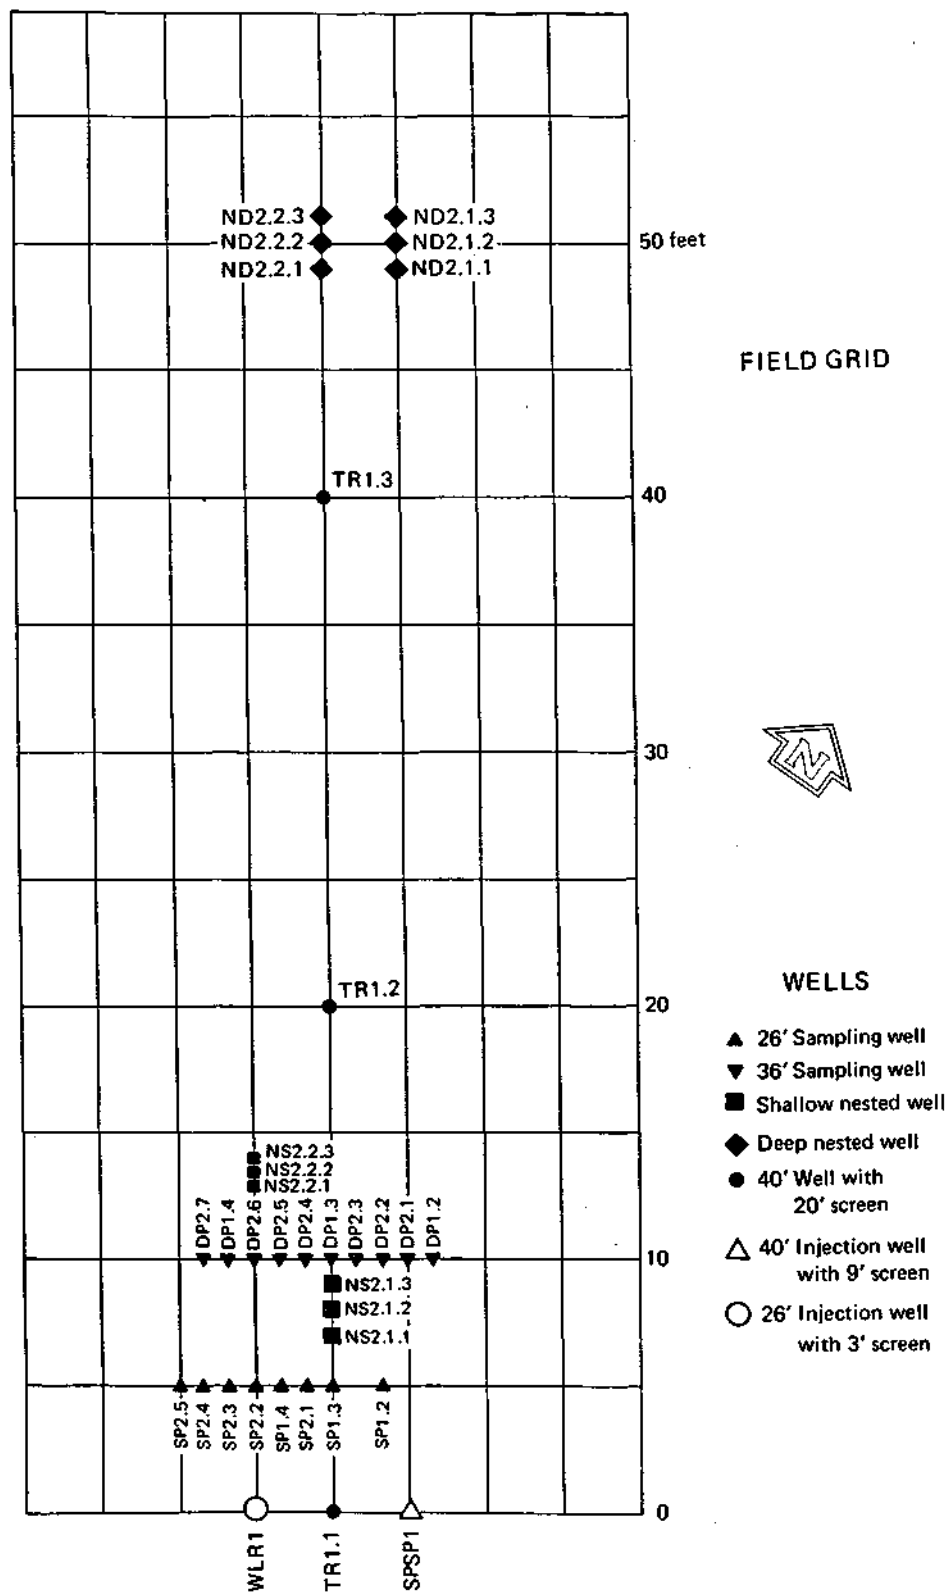 ND2.2.3
ND2.1.3
ND2.2.2
ND2.1.2
50 feet
ND2.2.1
ND2.1.1
FIELD GRID
TR1.3
40
30
N
TR1.2
20
WELLS
26' Sampling well
36' Sampling well
Shallow nested well
Deep nested well
40' Well with
20' screen
40' Injection well
with 9' screen
26' Injection well
with 3' screen
NS2.2.3
NS2.2.2
NS2.2.1
DP2.7
DP1.4
DP2.6
DP2.5
DP2.4
DP1.3
DP2.3
DP2.2
DP2.1
DP1.2
10
NS2.1.3
NS2.1.2
NS2.1.1
SP2.5
SP2.4
SP2.3
SP2.2
SP1.4
SP2.1
SP1.3
SP1.2
0
WLR1
TR1.1
SPSP1